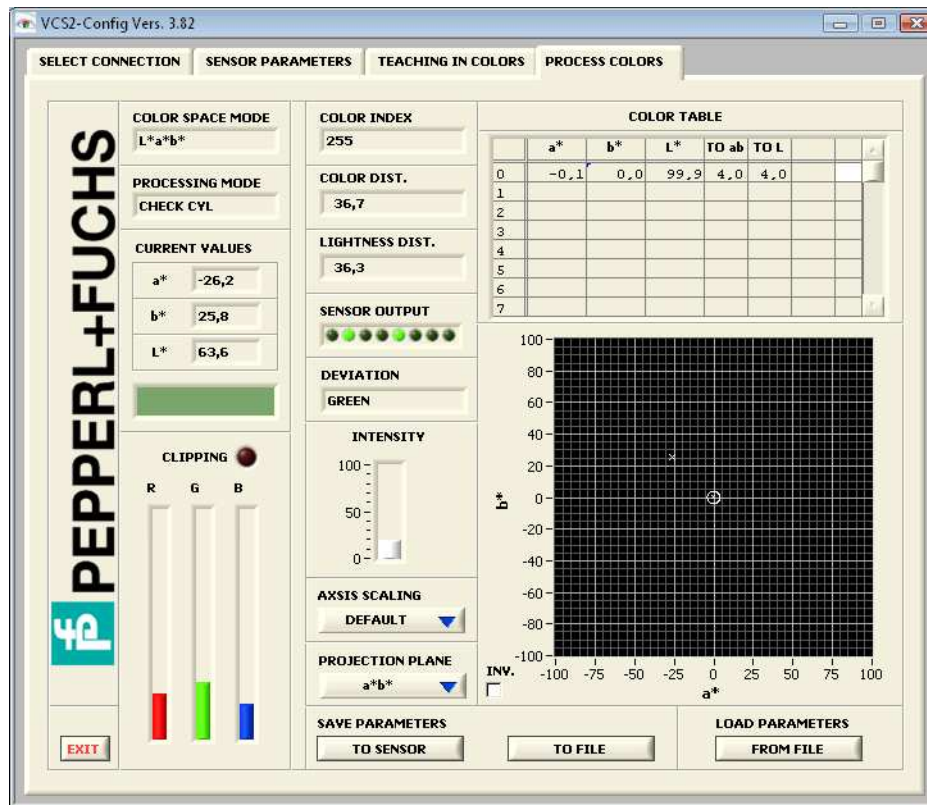 VCS2-Config Vers. 3.82
SELECT CONNECTION
SENSOR PARAMETERS
TEACHING IN COLORS
PROCESS COLORS
PEPPERL+FUCHS
COLOR SPACE MODE
L*a*b*
PROCESSING MODE
CHECK CYL
CURRENT VALUES
a* -26,2
b* 25,8
L* 63,6
CLIPPING
R G B
EXIT
COLOR INDEX
255
COLOR DIST.
36,7
LIGHTNESS DIST.
36,3
SENSOR OUTPUT
DEVIATION
GREEN
INTENSITY
100
50
0
AXSIS SCALING
DEFAULT
PROJECTION PLANE
a*b*
COLOR TABLE
a* b* L* TO ab TO L
0 -0,1 0,0 99,9 4,0 4,0
1
2
3
4
5
6
7
100
80
60
40
20
0
-20
-40
-60
-80
-100
b*
-100 -75 -50 -25 0 25 50 75 100
a*
INV.
SAVE PARAMETERS
TO SENSOR
TO FILE
LOAD PARAMETERS
FROM FILE